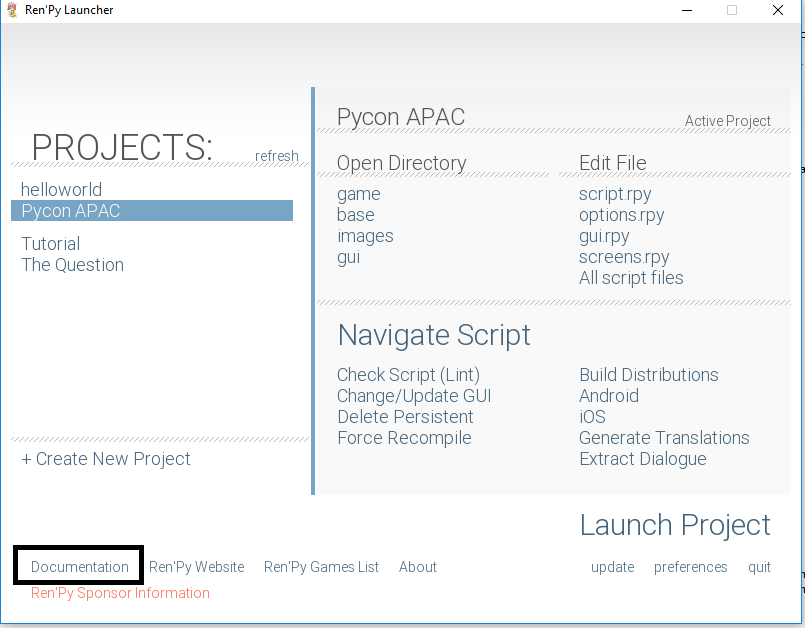 Ren'Py Launcher
PROJECTS:
refresh
helloworld
Pycon APAC
Tutorial
The Question
+ Create New Project
Pycon APAC
Active Project
Open Directory
game
base
images
gui
Edit File
script.rpy
options.rpy
gui.rpy
screens.rpy
All script files
Navigate Script
Check Script (Lint)
Change/Update GUI
Delete Persistent
Force Recompile
Build Distributions
Android
iOS
Generate Translations
Extract Dialogue
Launch Project
Documentation Ren'Py Website Ren'Py Games List About
update preferences quit
Ren'Py Sponsor Information